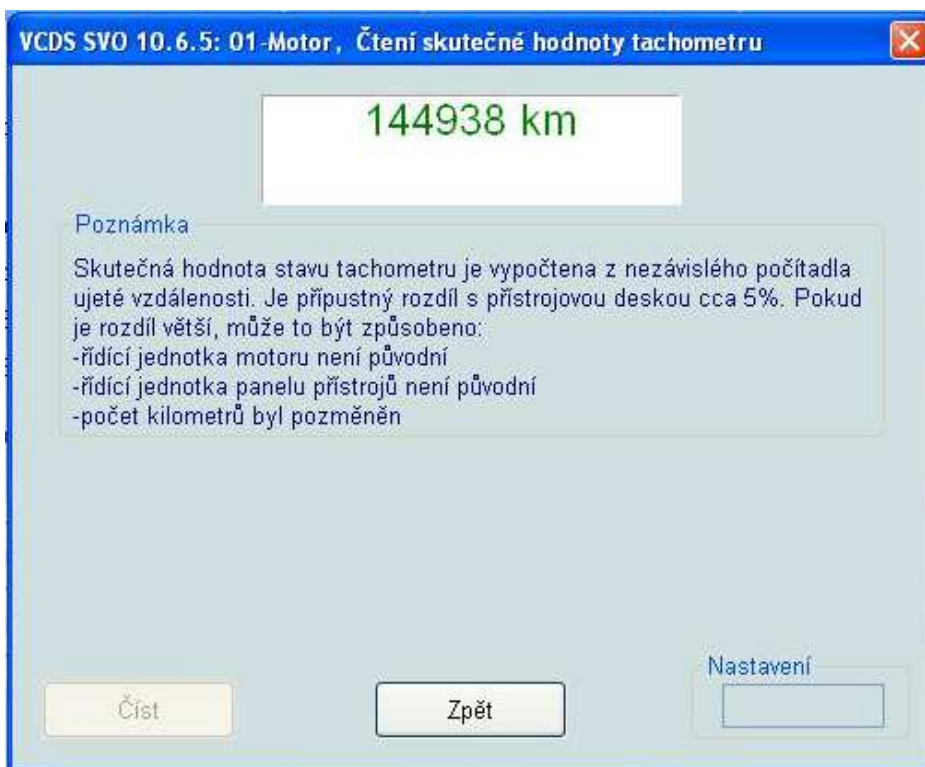 VCDS SVO 10.6.5: 01-Motor, Čtení skutečné hodnoty tachometru
144938 km
Poznámka
Skutečná hodnota stavu tachometru je vypočtena z nezávislého počítadla
ujeté vzdálenosti. Je přípustný rozdíl s přístrojovou deskou cca 5%. Pokud
je rozdíl větší, může to být způsobeno:
-řídící jednotka motoru není původní
-řídící jednotka panelu přístrojů není původní
-počet kilometrů byl pozměněn
Nastavení
Číst
Zpět